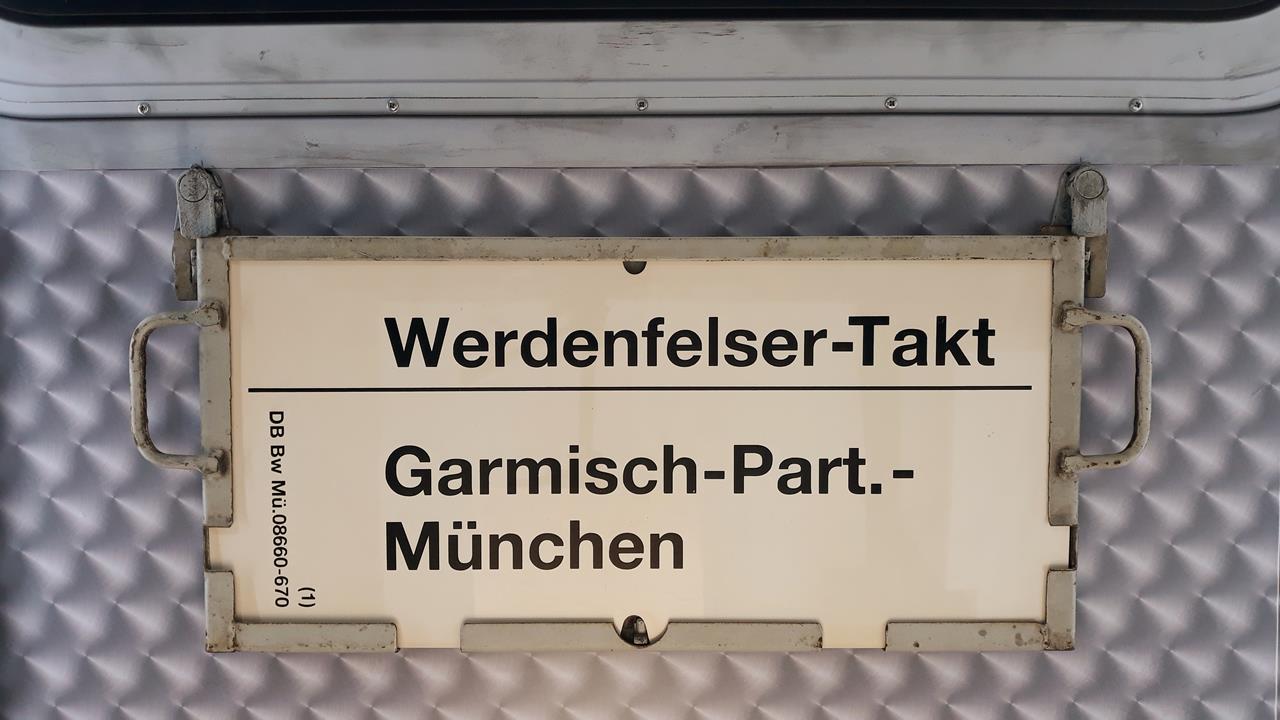 Werdenfelser-Takt
Garmisch-Part.-
München
DB Bw Mü.08660-670
(1)